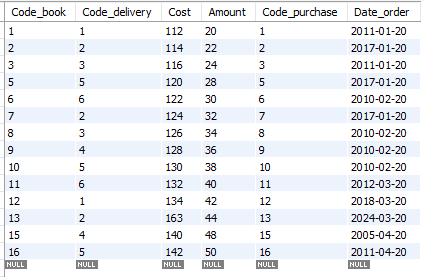 Code_book Code_delivery Cost Amount Code_purchase Date_order
1 1 112 20 1 2011-01-20
2 2 114 22 2 2017-01-20
3 3 116 24 3 2011-01-20
5 5 120 28 5 2017-01-20
6 6 122 30 6 2010-02-20
7 2 124 32 7 2017-01-20
8 3 126 34 8 2010-02-20
9 4 128 36 9 2010-02-20
10 5 130 38 10 2010-02-20
11 6 132 40 11 2012-03-20
12 1 134 42 12 2018-03-20
13 2 163 44 13 2024-03-20
15 4 140 48 15 2005-04-20
16 5 142 50 16 2011-04-20
NULL NULL NULL NULL NULL NULL